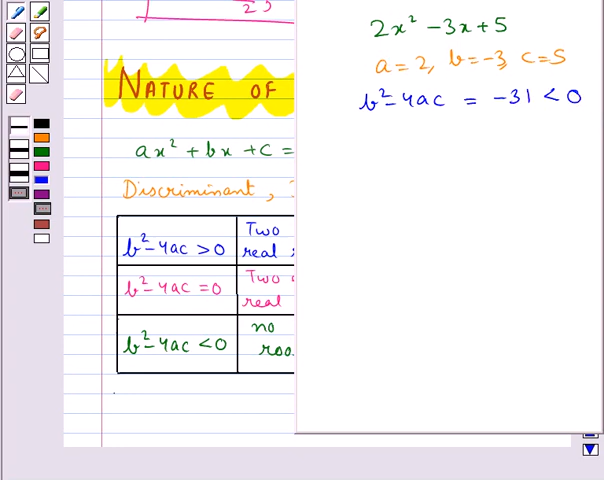 2x² - 3x + 5
a = 2, b = -3, c = 5
b² - 4ac = -31 < 0
NATURE OF
ax² + bx + c =
Discriminant,
b² - 4ac > 0 Two real
b² - 4ac = 0 Two real
b² - 4ac < 0 no roo